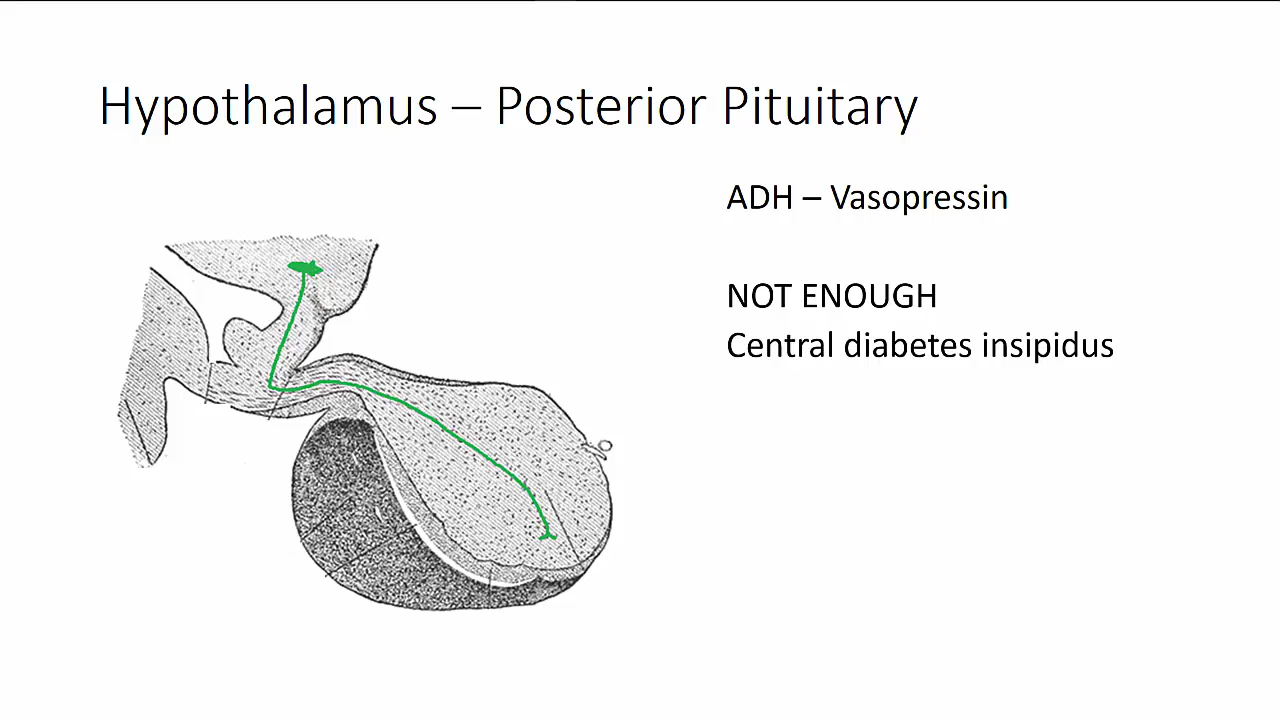 Hypothalamus – Posterior Pituitary
ADH – Vasopressin
NOT ENOUGH
Central diabetes insipidus